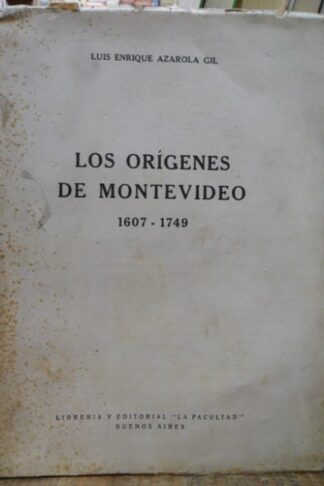 LUIS ENRIQUE AZAROLA GIL
LOS ORÍGENES
DE MONTEVIDEO
1607 - 1749
LIBRERIA Y EDITORIAL "LA FACULTAD"
BUENOS AIRES